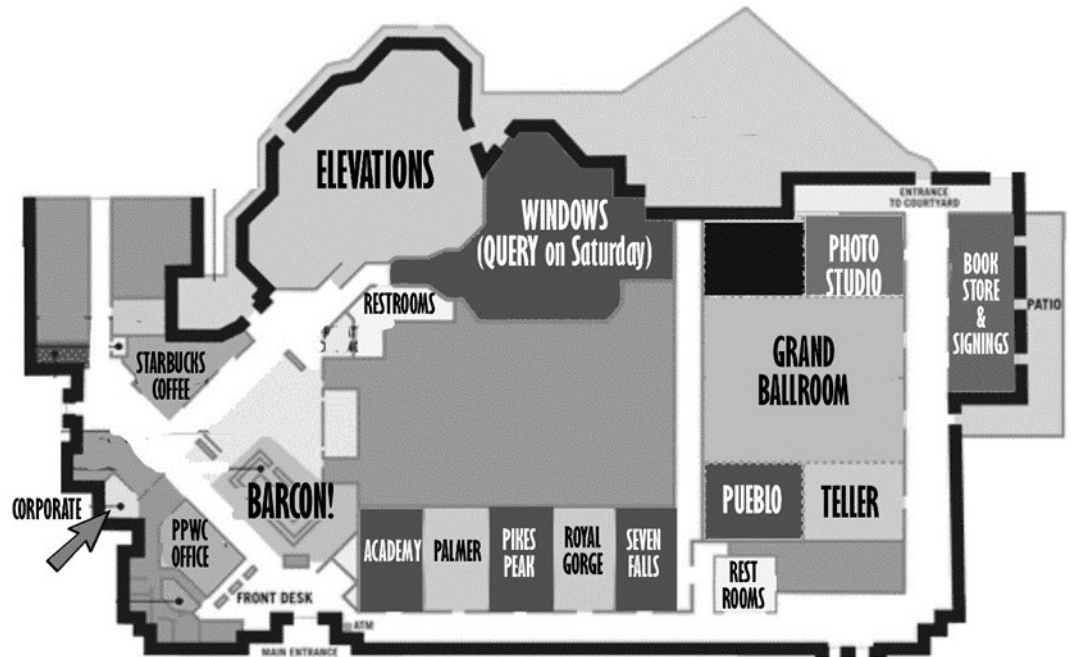 ELEVATIONS
WINDOWS
(QUERY on Saturday)
ENTRANCE
TO COURTYARD
PHOTO
STUDIO
BOOK
STORE
&
SIGNINGS
PATIO
RESTROOMS
STARBUCKS
COFFEE
GRAND
BALLROOM
CORPORATE
PPWC
OFFICE
BARCON!
PUEBLO
TELLER
ACADEMY
PALMER
PIKES
PEAK
ROYAL
GORGE
SEVEN
FALLS
REST
ROOMS
FRONT DESK
ATM
MAIN ENTRANCE